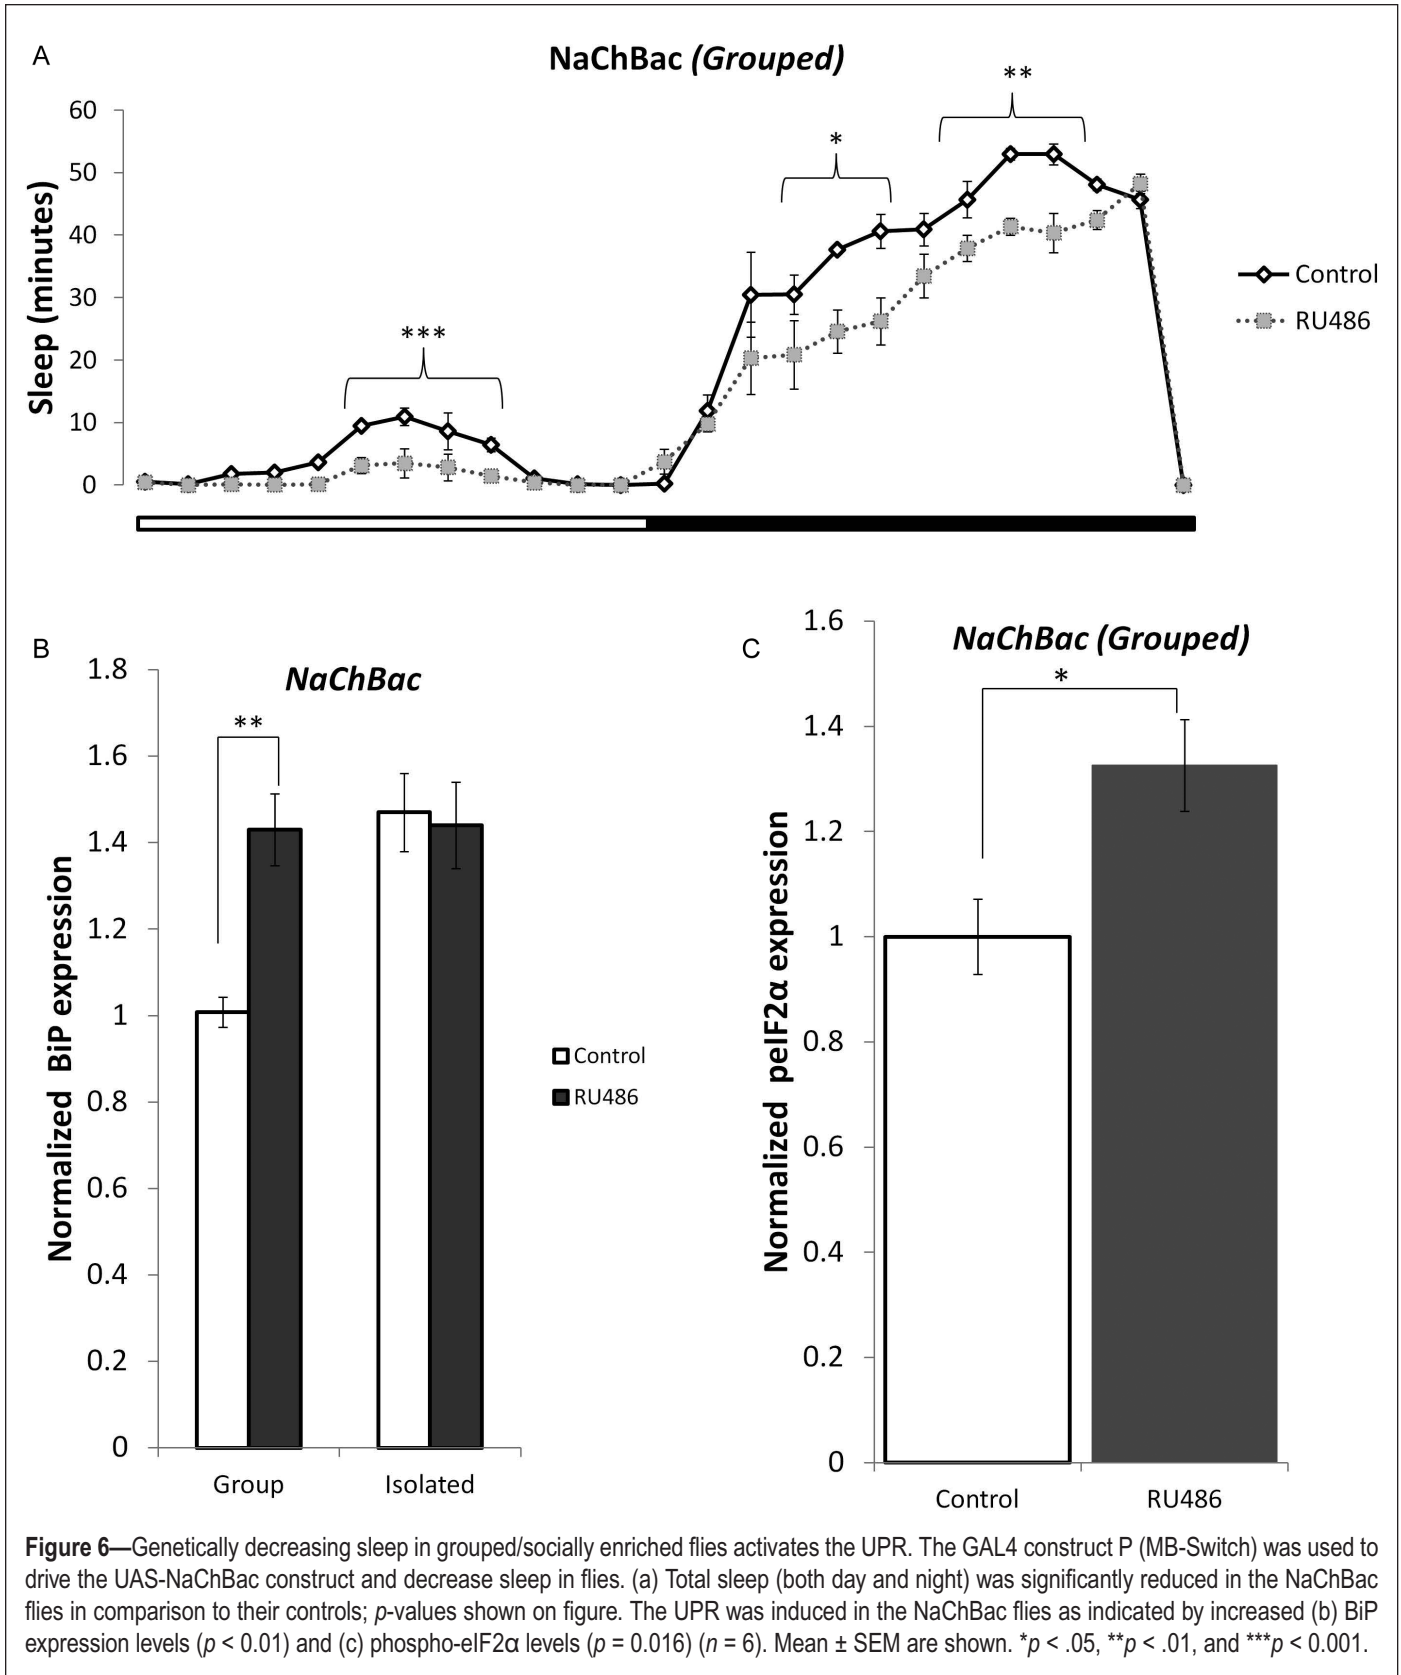 A
NaChBac (Grouped)
**
*
***
60
50
40
30
20
10
0
Sleep (minutes)
Control
RU486
B
NaChBac
**
1.8
1.6
1.4
1.2
1
0.8
0.6
0.4
0.2
0
Normalized BiP expression
Group
Isolated
Control
RU486
C
NaChBac (Grouped)
*
1.6
1.4
1.2
1
0.8
0.6
0.4
0.2
0
Normalized peIF2α expression
Control
RU486
Figure 6—Genetically decreasing sleep in grouped/socially enriched flies activates the UPR. The GAL4 construct P (MB-Switch) was used to
drive the UAS-NaChBac construct and decrease sleep in flies. (a) Total sleep (both day and night) was significantly reduced in the NaChBac
flies in comparison to their controls; p-values shown on figure. The UPR was induced in the NaChBac flies as indicated by increased (b) BiP
expression levels (p < 0.01) and (c) phospho-eIF2α levels (p = 0.016) (n = 6). Mean ± SEM are shown. *p < .05, **p < .01, and ***p < 0.001.